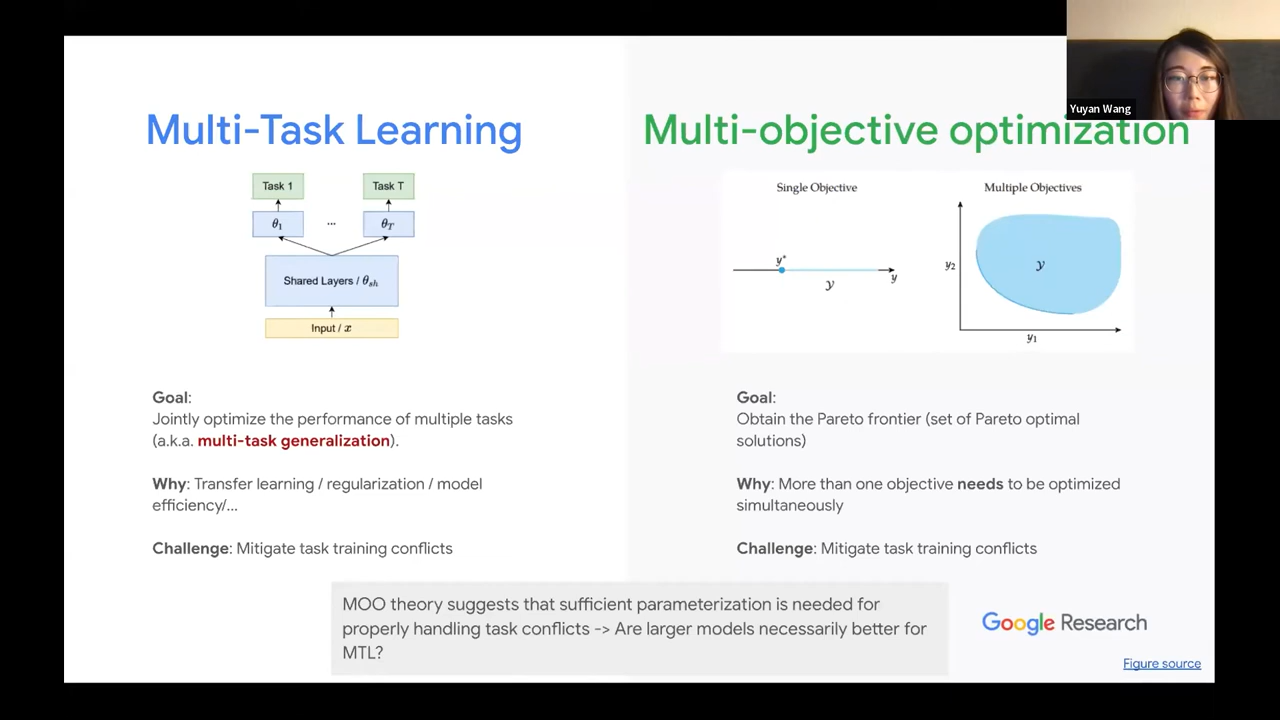 Yuyan Wang
Multi-Task Learning
Task 1
Task T
θ1
...
θT
Shared Layers / θsh
Input / x
Goal:
Jointly optimize the performance of multiple tasks
(a.k.a. multi-task generalization).
Why: Transfer learning / regularization / model
efficiency/...
Challenge: Mitigate task training conflicts
Multi-objective optimization
Single Objective
y*
𝒴
y
Multiple Objectives
y2
𝒴
y1
Goal:
Obtain the Pareto frontier (set of Pareto optimal
solutions)
Why: More than one objective needs to be optimized
simultaneously
Challenge: Mitigate task training conflicts
MOO theory suggests that sufficient parameterization is needed for
properly handling task conflicts -> Are larger models necessarily better for
MTL?
Google Research
Figure source